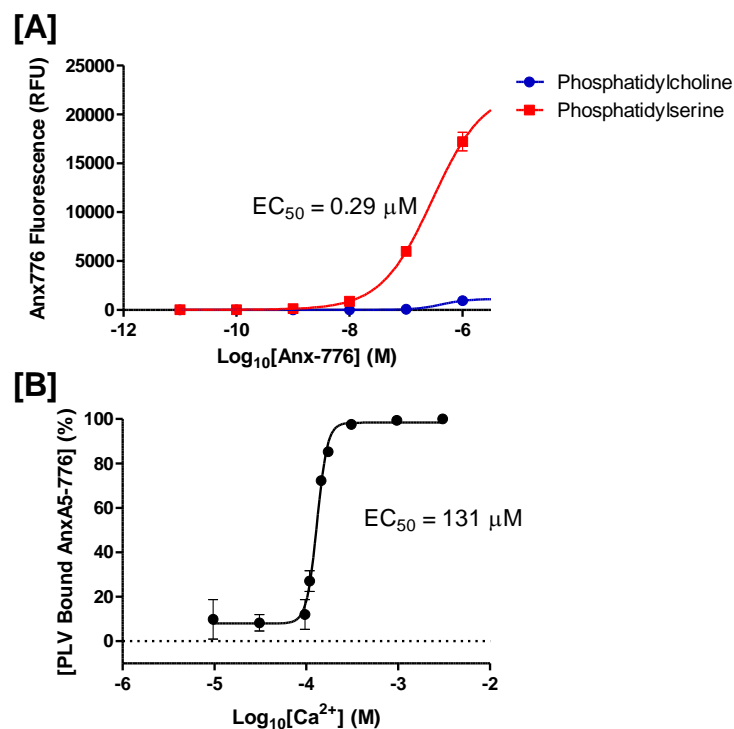 [A]
Anx776 Fluorescence (RFU)
25000
20000
15000
10000
5000
0
EC50 = 0.29 μM
Phosphatidylcholine
Phosphatidylserine
-12
-10
-8
-6
Log10[Anx-776] (M)
[B]
[PLV Bound AnxA5-776] (%)
100
80
60
40
20
0
EC50 = 131 μM
-6
-5
-4
-3
-2
Log10[Ca2+] (M)